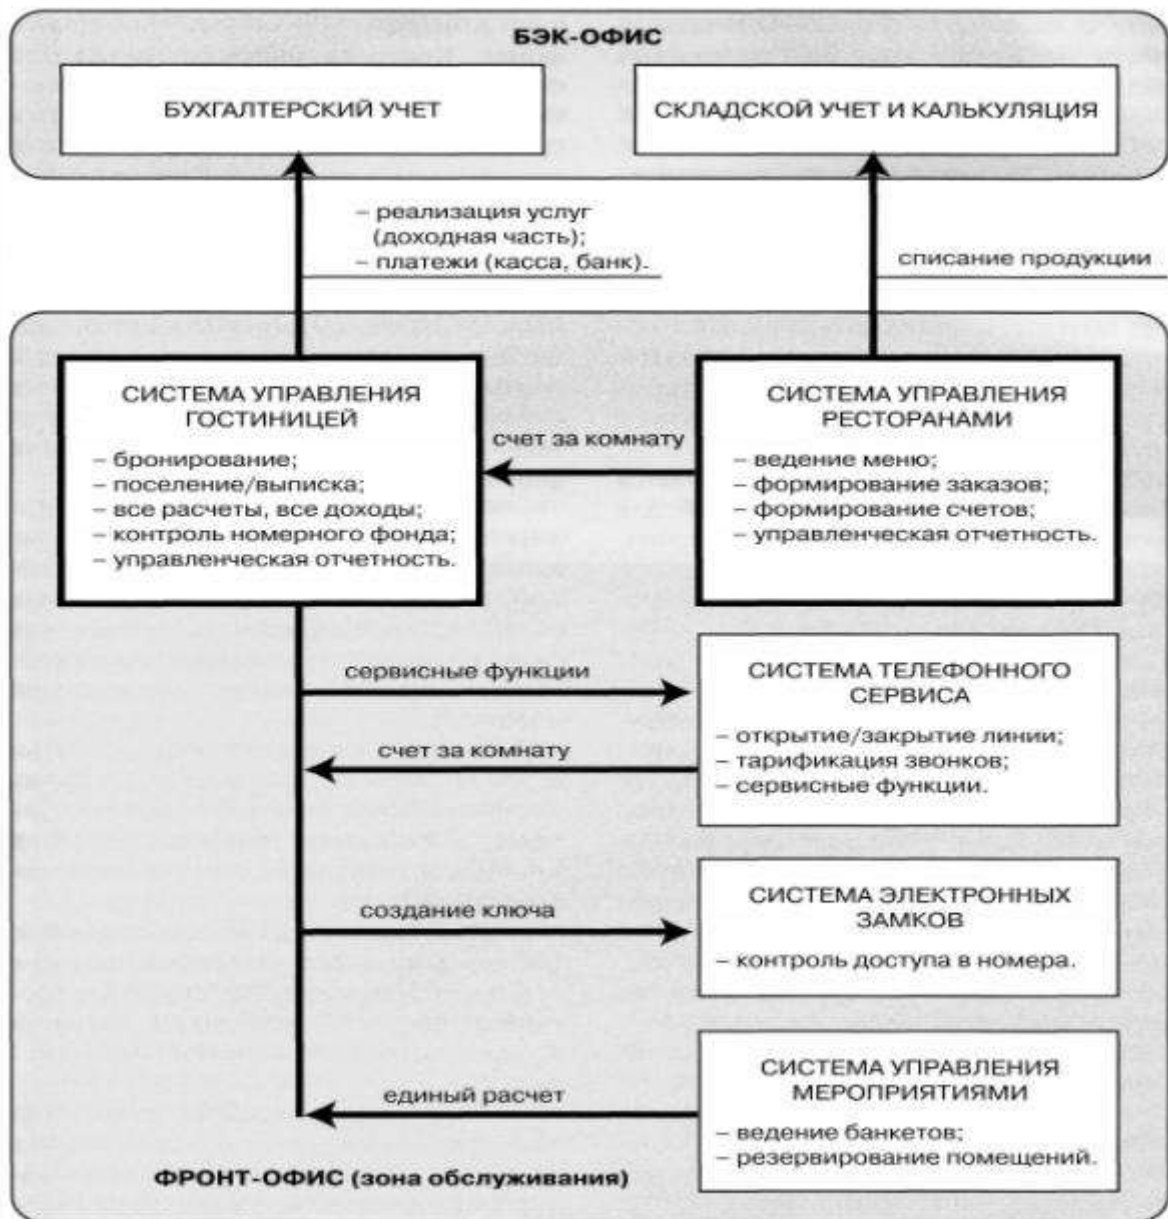 БЭК-ОФИС
БУХГАЛТЕРСКИЙ УЧЕТ
СКЛАДСКОЙ УЧЕТ И КАЛЬКУЛЯЦИЯ
– реализация услуг
(доходная часть);
– платежи (касса, банк).
списание продукции
СИСТЕМА УПРАВЛЕНИЯ
ГОСТИНИЦЕЙ
– бронирование;
– поселение/выписка;
– все расчеты, все доходы;
– контроль номерного фонда;
– управленческая отчетность.
счет за комнату
СИСТЕМА УПРАВЛЕНИЯ
РЕСТОРАНАМИ
– ведение меню;
– формирование заказов;
– формирование счетов;
– управленческая отчетность.
сервисные функции
счет за комнату
СИСТЕМА ТЕЛЕФОННОГО
СЕРВИСА
– открытие/закрытие линии;
– тарификация звонков;
– сервисные функции.
создание ключа
СИСТЕМА ЭЛЕКТРОННЫХ
ЗАМКОВ
– контроль доступа в номера.
единый расчет
СИСТЕМА УПРАВЛЕНИЯ
МЕРОПРИЯТИЯМИ
– ведение банкетов;
– резервирование помещений.
ФРОНТ-ОФИС (зона обслуживания)